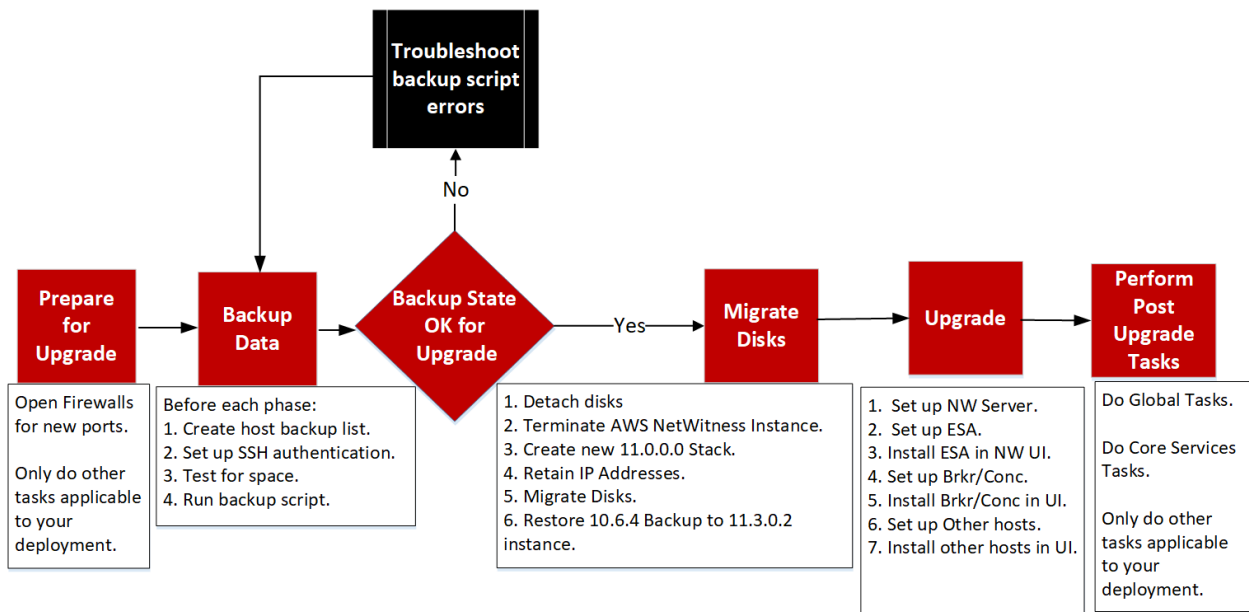 Troubleshoot
backup script
errors
No
Prepare
for
Upgrade
Backup
Data
Backup State
OK for
Upgrade
Yes
Migrate
Disks
Upgrade
Perform
Post
Upgrade
Tasks
Open Firewalls
for new ports.
Only do other
tasks applicable
to your
deployment.
Before each phase:
1. Create host backup list.
2. Set up SSH authentication.
3. Test for space.
4. Run backup script.
1. Detach disks
2. Terminate AWS NetWitness Instance.
3. Create new 11.0.0.0 Stack.
4. Retain IP Addresses.
5. Migrate Disks.
6. Restore 10.6.4 Backup to 11.3.0.2
instance.
1. Set up NW Server.
2. Set up ESA.
3. Install ESA in NW UI.
4. Set up Brkr/Conc.
5. Install Brkr/Conc in UI.
6. Set up Other hosts.
7. Install other hosts in UI.
Do Global Tasks.
Do Core Services
Tasks.
Only do other
tasks applicable
to your
deployment.